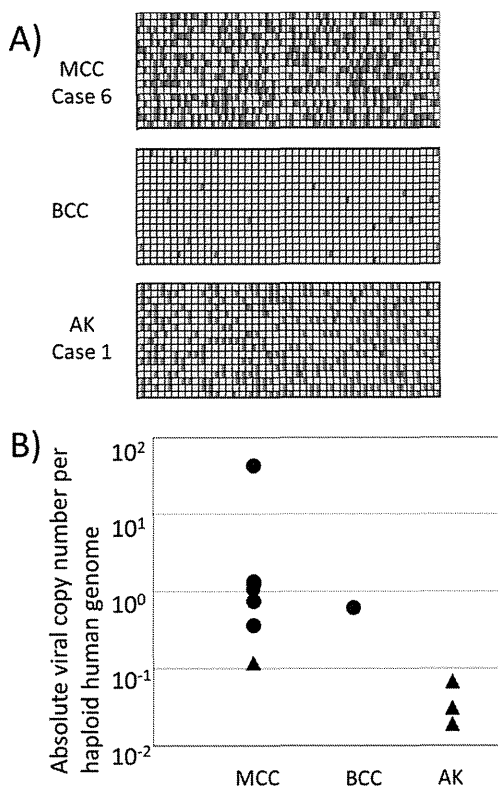 A)
MCC
Case 6
BCC
AK
Case 1
B)
Absolute viral copy number per
haploid human genome
10²
10¹
10⁰
10⁻¹
10⁻²
MCC BCC AK